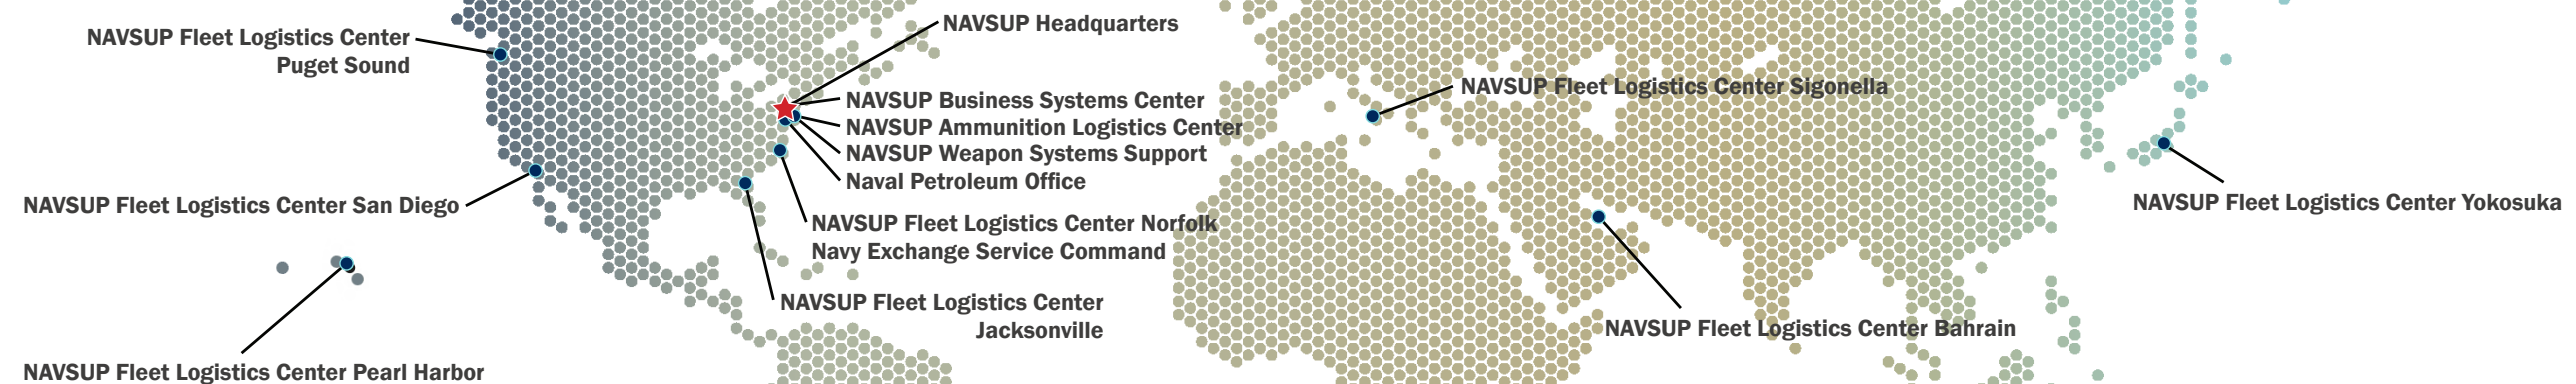 NAVSUP Fleet Logistics Center
Puget Sound
NAVSUP Fleet Logistics Center San Diego
NAVSUP Fleet Logistics Center Pearl Harbor
NAVSUP Headquarters
NAVSUP Business Systems Center
NAVSUP Ammunition Logistics Center
NAVSUP Weapon Systems Support
Naval Petroleum Office
NAVSUP Fleet Logistics Center Norfolk
Navy Exchange Service Command
NAVSUP Fleet Logistics Center
Jacksonville
NAVSUP Fleet Logistics Center Sigonella
NAVSUP Fleet Logistics Center Bahrain
NAVSUP Fleet Logistics Center Yokosuka